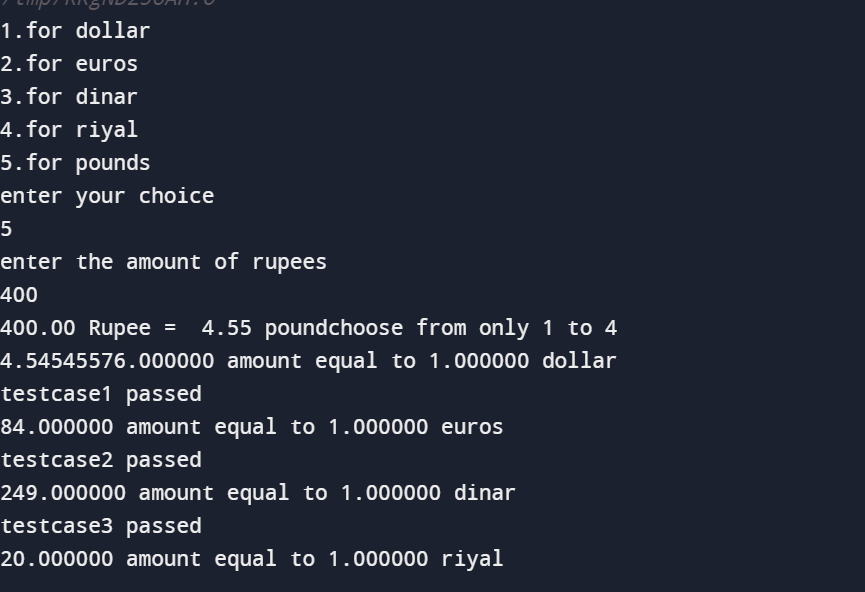 1.for dollar
2.for euros
3.for dinar
4.for riyal
5.for pounds
enter your choice
5
enter the amount of rupees
400
400.00 Rupee =  4.55 poundchoose from only 1 to 4
4.54545576.000000 amount equal to 1.000000 dollar
testcase1 passed
84.000000 amount equal to 1.000000 euros
testcase2 passed
249.000000 amount equal to 1.000000 dinar
testcase3 passed
20.000000 amount equal to 1.000000 riyal